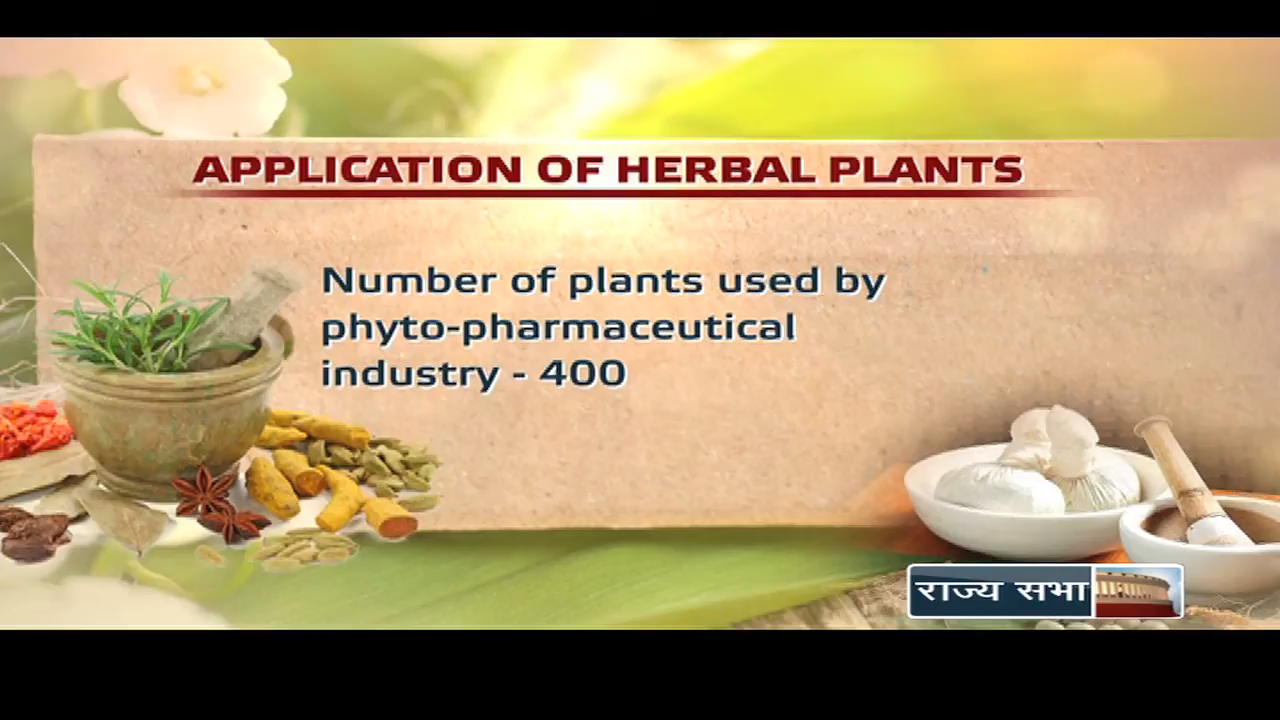 APPLICATION OF HERBAL PLANTS
Number of plants used by
phyto-pharmaceutical
industry - 400
राज्य सभा